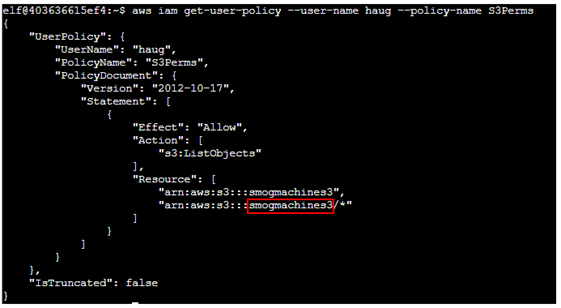 elf@403636615ef4:~$ aws iam get-user-policy --user-name haug --policy-name S3Perms
{
    "UserPolicy": {
        "UserName": "haug",
        "PolicyName": "S3Perms",
        "PolicyDocument": {
            "Version": "2012-10-17",
            "Statement": [
                {
                    "Effect": "Allow",
                    "Action": [
                        "s3:ListObjects"
                    ],
                    "Resource": [
                        "arn:aws:s3:::smogmachines3",
                        "arn:aws:s3:::smogmachines3/*"
                    ]
                }
            ]
        }
    },
    "IsTruncated": false
}